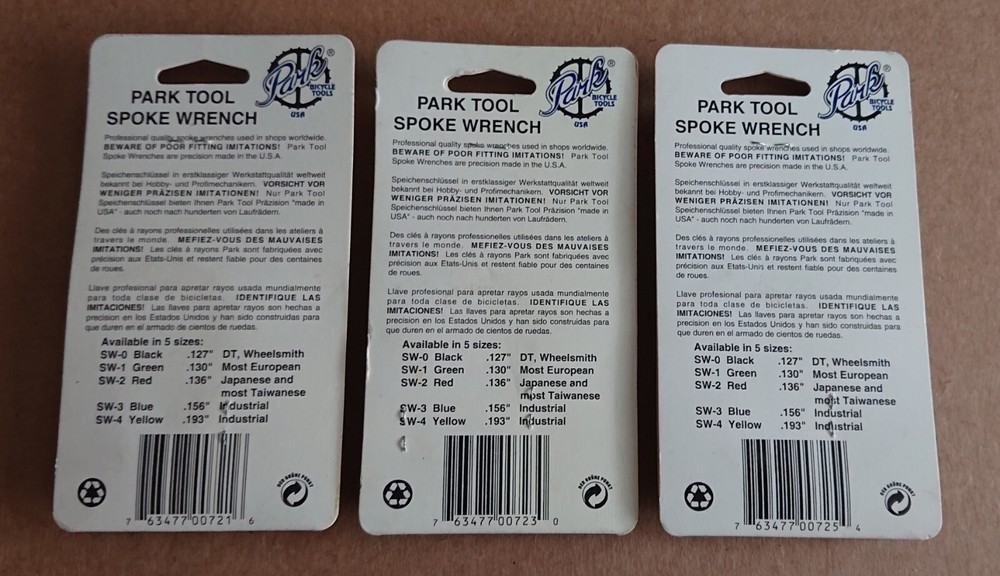 Park®
BICYCLE
TOOLS
USA
PARK TOOL
SPOKE WRENCH
Professional quality spoke wrenches used in shops worldwide.
BEWARE OF POOR FITTING IMITATIONS! Park Tool
Spoke Wrenches are precision made in the U.S.A.
Speichenschlüssel in erstklassiger Werkstattqualität weltweit
bekannt bei Hobby- und Profimechanikern. VORSICHT VOR
WENIGER PRÄZISEN IMITATIONEN! Nur Park Tool
Speichenschlüssel bieten Ihnen Park Tool Präzision "made in
USA" - auch noch nach hunderten von Laufrädern.
Des clés à rayons professionelles utilisées dans les ateliers à
travers le monde. MEFIEZ-VOUS DES MAUVAISES
IMITATIONS! Les clés à rayons Park sont fabriquées avec
précision aux Etats-Unis et restent fiable pour des centaines
de roues.
Llave profesional para apretar rayos usada mundialmente
para toda clase de bicicletas. IDENTIFIQUE LAS
IMITACIONES! Las llaves para apretar rayos son hechas a
precision en los Estados Unidos y han sido construidas para
que duren en el armado de cientos de ruedas.
Available in 5 sizes:
SW-0 Black .127" DT, Wheelsmith
SW-1 Green .130" Most European
SW-2 Red .136" Japanese and
most Taiwanese
SW-3 Blue .156" Industrial
SW-4 Yellow .193" Industrial
DER GRÜNE PUNKT
7 63477 00721 6
Park®
BICYCLE
TOOLS
USA
PARK TOOL
SPOKE WRENCH
Professional quality spoke wrenches used in shops worldwide.
BEWARE OF POOR FITTING IMITATIONS! Park Tool
Spoke Wrenches are precision made in the U.S.A.
Speichenschlüssel in erstklassiger Werkstattqualität weltweit
bekannt bei Hobby- und Profimechanikern. VORSICHT VOR
WENIGER PRÄZISEN IMITATIONEN! Nur Park Tool
Speichenschlüssel bieten Ihnen Park Tool Präzision "made in
USA" - auch noch nach hunderten von Laufrädern.
Des clés à rayons professionelles utilisées dans les ateliers à
travers le monde. MEFIEZ-VOUS DES MAUVAISES
IMITATIONS! Les clés à rayons Park sont fabriquées avec
précision aux Etats-Unis et restent fiable pour des centaines
de roues.
Llave profesional para apretar rayos usada mundialmente
para toda clase de bicicletas. IDENTIFIQUE LAS
IMITACIONES! Las llaves para apretar rayos son hechas a
precision en los Estados Unidos y han sido construidas para
que duren en el armado de cientos de ruedas.
Available in 5 sizes:
SW-0 Black .127" DT, Wheelsmith
SW-1 Green .130" Most European
SW-2 Red .136" Japanese and
most Taiwanese
SW-3 Blue .156" Industrial
SW-4 Yellow .193" Industrial
DER GRÜNE PUNKT
7 63477 00723 0
Park®
BICYCLE
TOOLS
USA
PARK TOOL
SPOKE WRENCH
Professional quality spoke wrenches used in shops worldwide.
BEWARE OF POOR FITTING IMITATIONS! Park Tool
Spoke Wrenches are precision made in the U.S.A.
Speichenschlüssel in erstklassiger Werkstattqualität weltweit
bekannt bei Hobby- und Profimechanikern. VORSICHT VOR
WENIGER PRÄZISEN IMITATIONEN! Nur Park Tool
Speichenschlüssel bieten Ihnen Park Tool Präzision "made in
USA" - auch noch nach hunderten von Laufrädern.
Des clés à rayons professionelles utilisées dans les ateliers à
travers le monde. MEFIEZ-VOUS DES MAUVAISES
IMITATIONS! Les clés à rayons Park sont fabriquées avec
précision aux Etats-Unis et restent fiable pour des centaines
de roues.
Llave profesional para apretar rayos usada mundialmente
para toda clase de bicicletas. IDENTIFIQUE LAS
IMITACIONES! Las llaves para apretar rayos son hechas a
precision en los Estados Unidos y han sido construidas para
que duren en el armado de cientos de ruedas.
Available in 5 sizes:
SW-0 Black .127" DT, Wheelsmith
SW-1 Green .130" Most European
SW-2 Red .136" Japanese and
most Taiwanese
SW-3 Blue .156" Industrial
SW-4 Yellow .193" Industrial
DER GRÜNE PUNKT
7 63477 00725 4